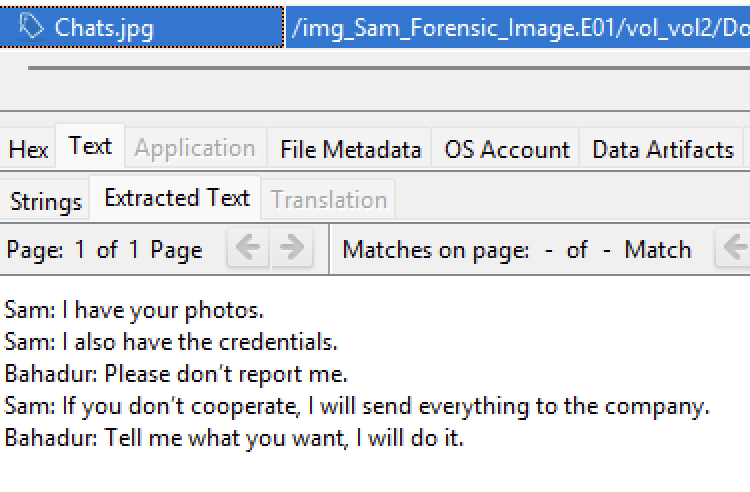 Chats.jpg /img_Sam_Forensic_Image.E01/vol_vol2/Do
Hex Text Application File Metadata OS Account Data Artifacts
Strings Extracted Text Translation
Page: 1 of 1 Page Matches on page: - of - Match
Sam: I have your photos.
Sam: I also have the credentials.
Bahadur: Please don’t report me.
Sam: If you don’t cooperate, I will send everything to the company.
Bahadur: Tell me what you want, I will do it.